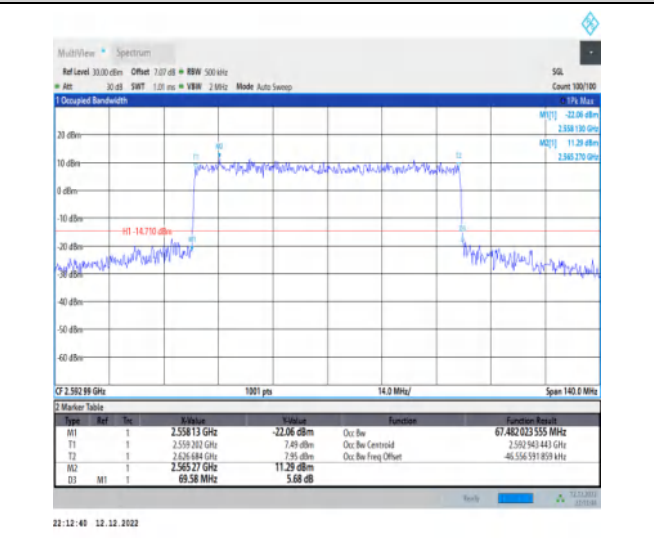 MultiView Spectrum
Ref Level 30.00 dBm Offset 7.07 dB RBW 500 kHz SGL
Att 30 dB SWT 1.01 ms VBW 2 MHz Mode Auto Sweep Count 100/100
1 Occupied Bandwidth 1Pk Max
M1[1] -22.06 dBm
2.558 130 GHz
M2[1] 11.29 dBm
2.565 270 GHz
20 dBm
M2
T1
T2
10 dBm
0 dBm
-10 dBm
H1 -14.710 dBm
M1
-20 dBm
-30 dBm
-40 dBm
-50 dBm
-60 dBm
CF 2.592 99 GHz 1001 pts 14.0 MHz/ Span 140.0 MHz
2 Marker Table
Type Ref Trc X-Value Y-Value Function Function Result
M1 1 2.558 13 GHz -22.06 dBm Occ Bw 67.482 023 555 MHz
T1 1 2.559 202 GHz 7.49 dBm Occ Bw Centroid 2.592 943 443 GHz
T2 1 2.626 684 GHz 7.95 dBm Occ Bw Freq Offset -46.556 591 859 kHz
M2 1 2.565 27 GHz 11.29 dBm
D3 M1 1 69.58 MHz 5.68 dB
Ready 12.12.2022
22:12:40 12.12.2022